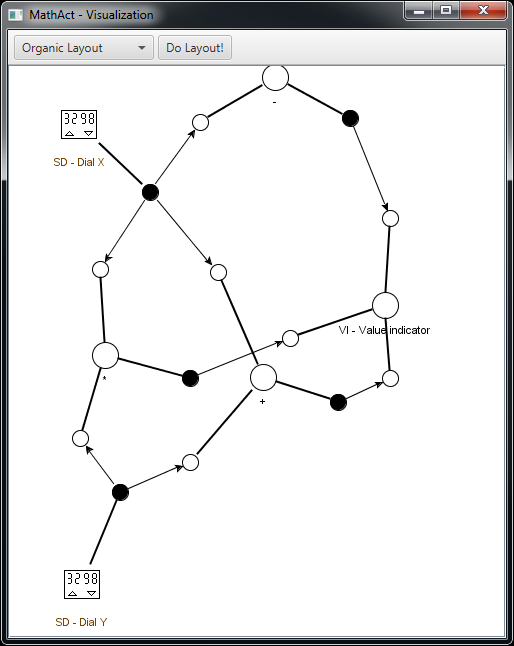 MathAct - Visualization
Organic Layout
Do Layout!
-
3298
SD - Dial X
VI - Value indicator
*
+
3298
SD - Dial Y